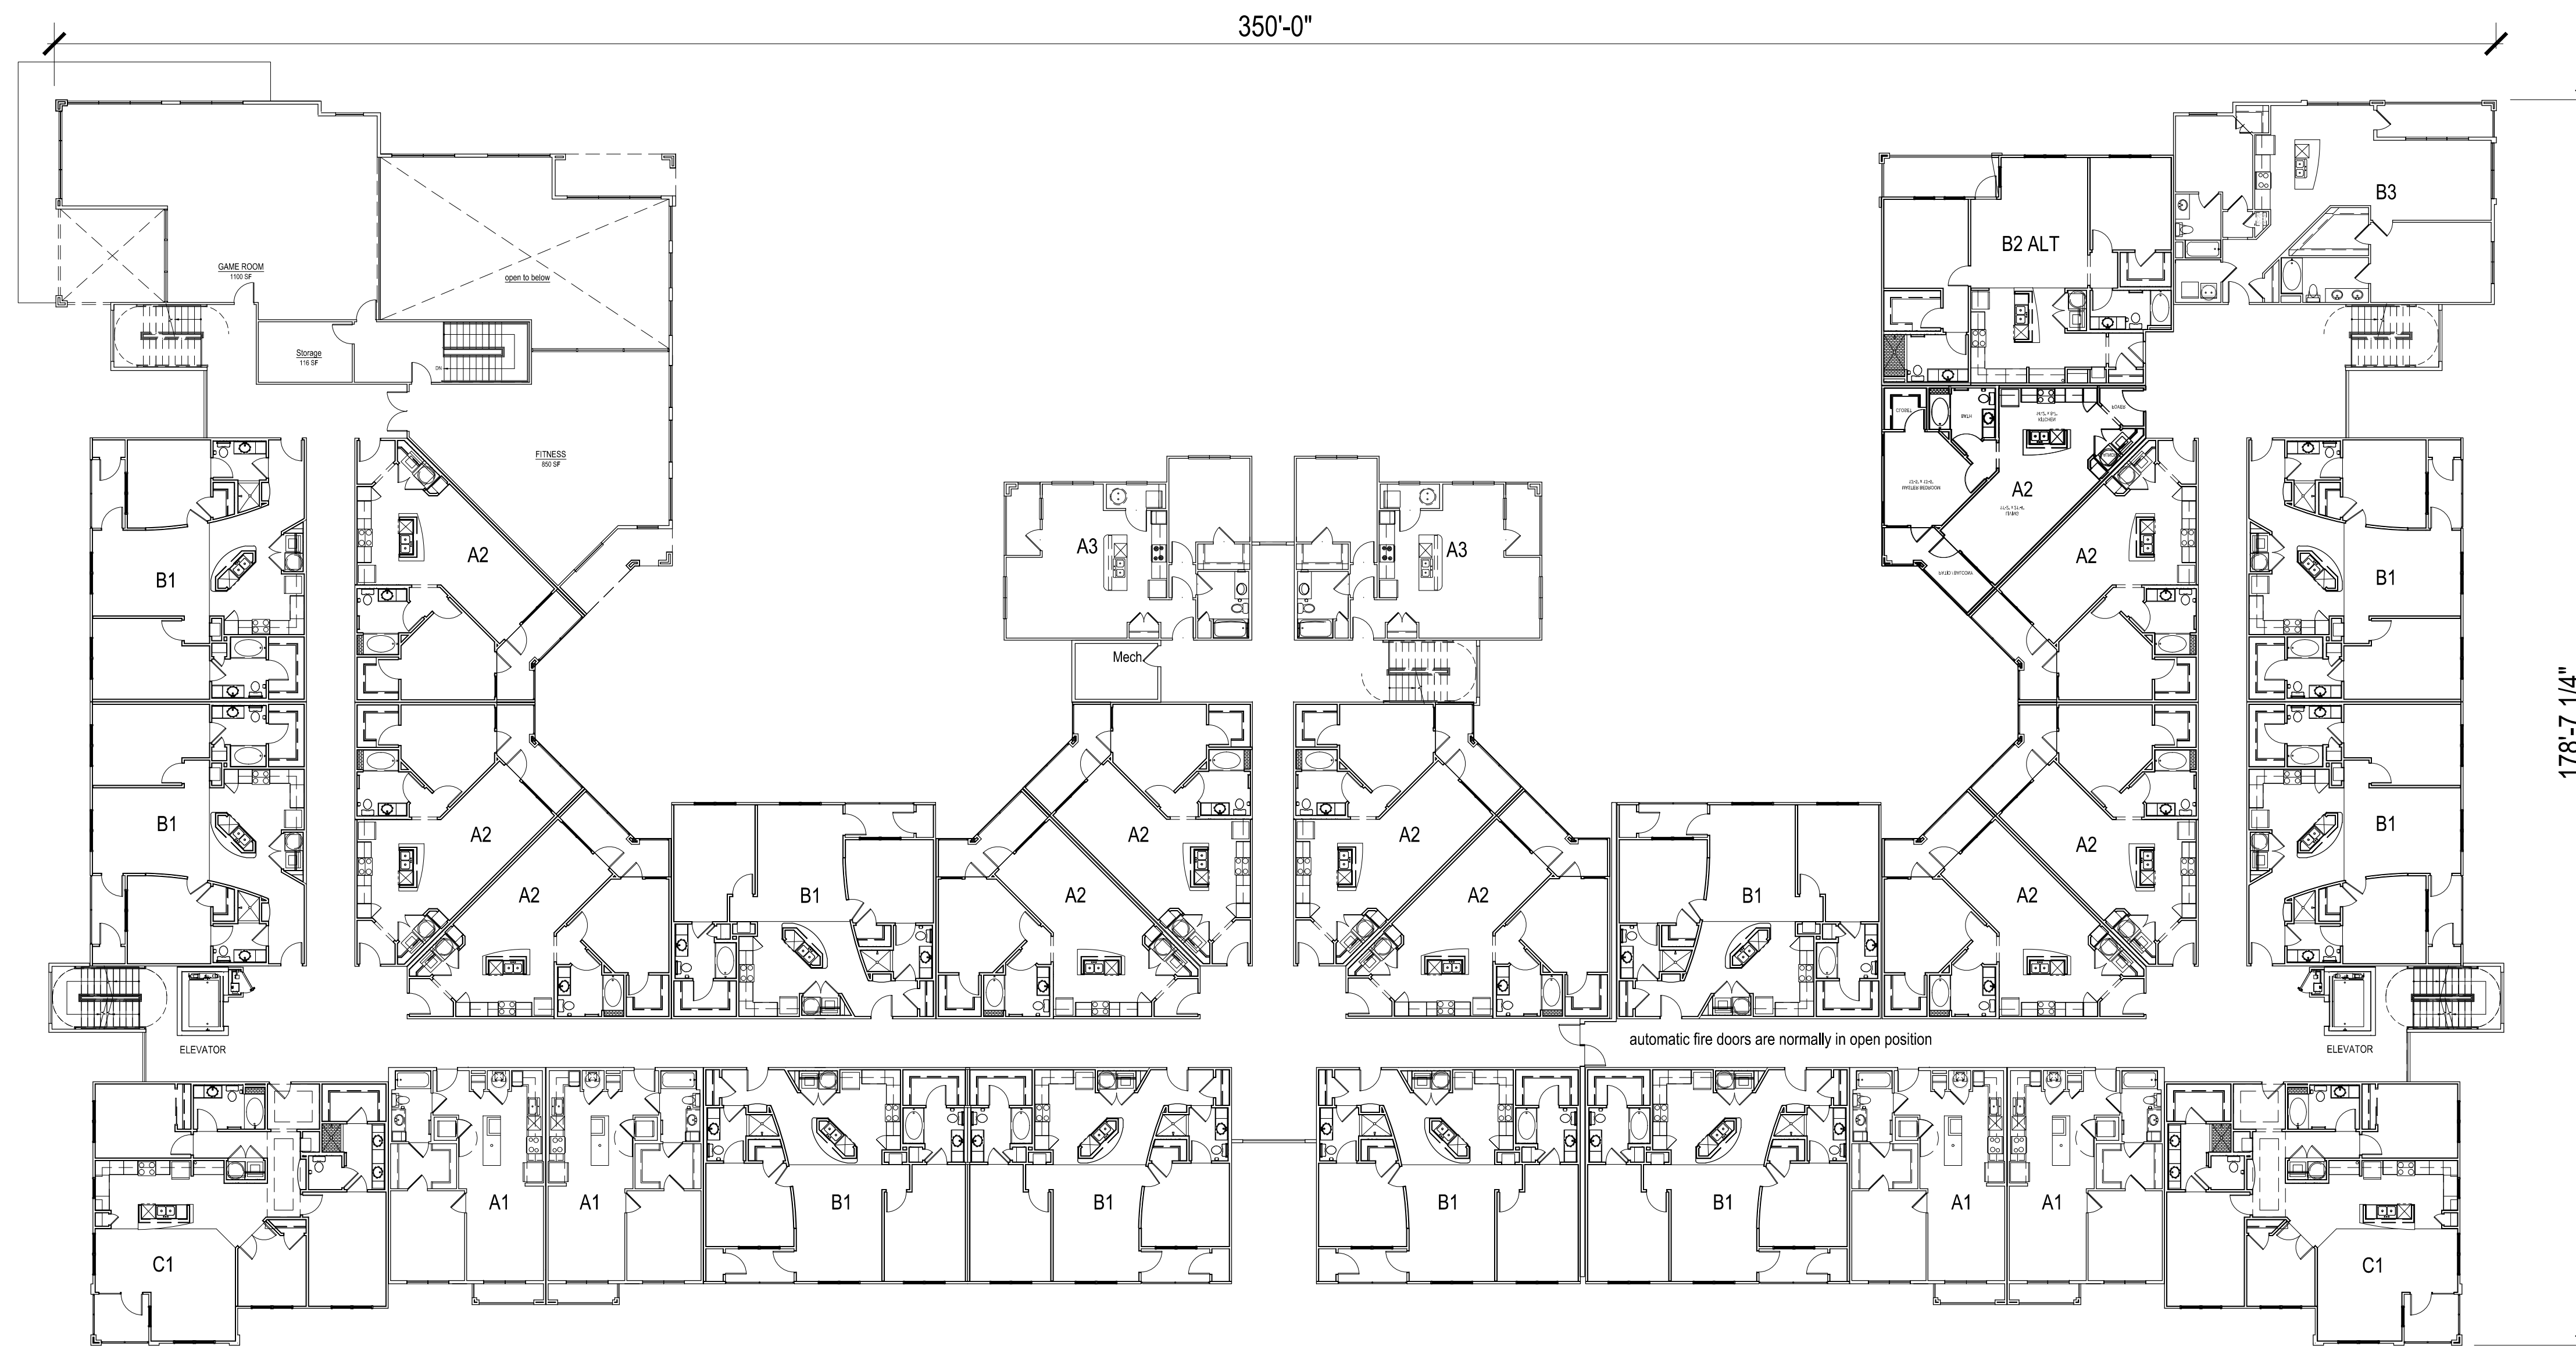 350'-0"
B3
B2 ALT
GAME ROOM
1100 SF
open to below
Storage
116 SF
DN
FITNESS
850 SF
A2
A3
A3
A2
A2
B1
B1
Mech.
B1
A2
A2
A2
A2
B1
A2
B1
A2
A2
B1
A2
178'-7 1/4"
automatic fire doors are normally in open position
ELEVATOR
ELEVATOR
C1
A1
A1
B1
B1
B1
B1
A1
A1
C1